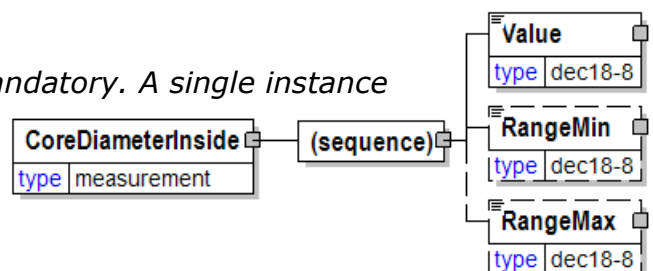 Value
type dec18-8
andatory. A single instance
RangeMin
CoreDiameterInside (sequence)
type dec18-8
type measurement
RangeMax
type dec18-8